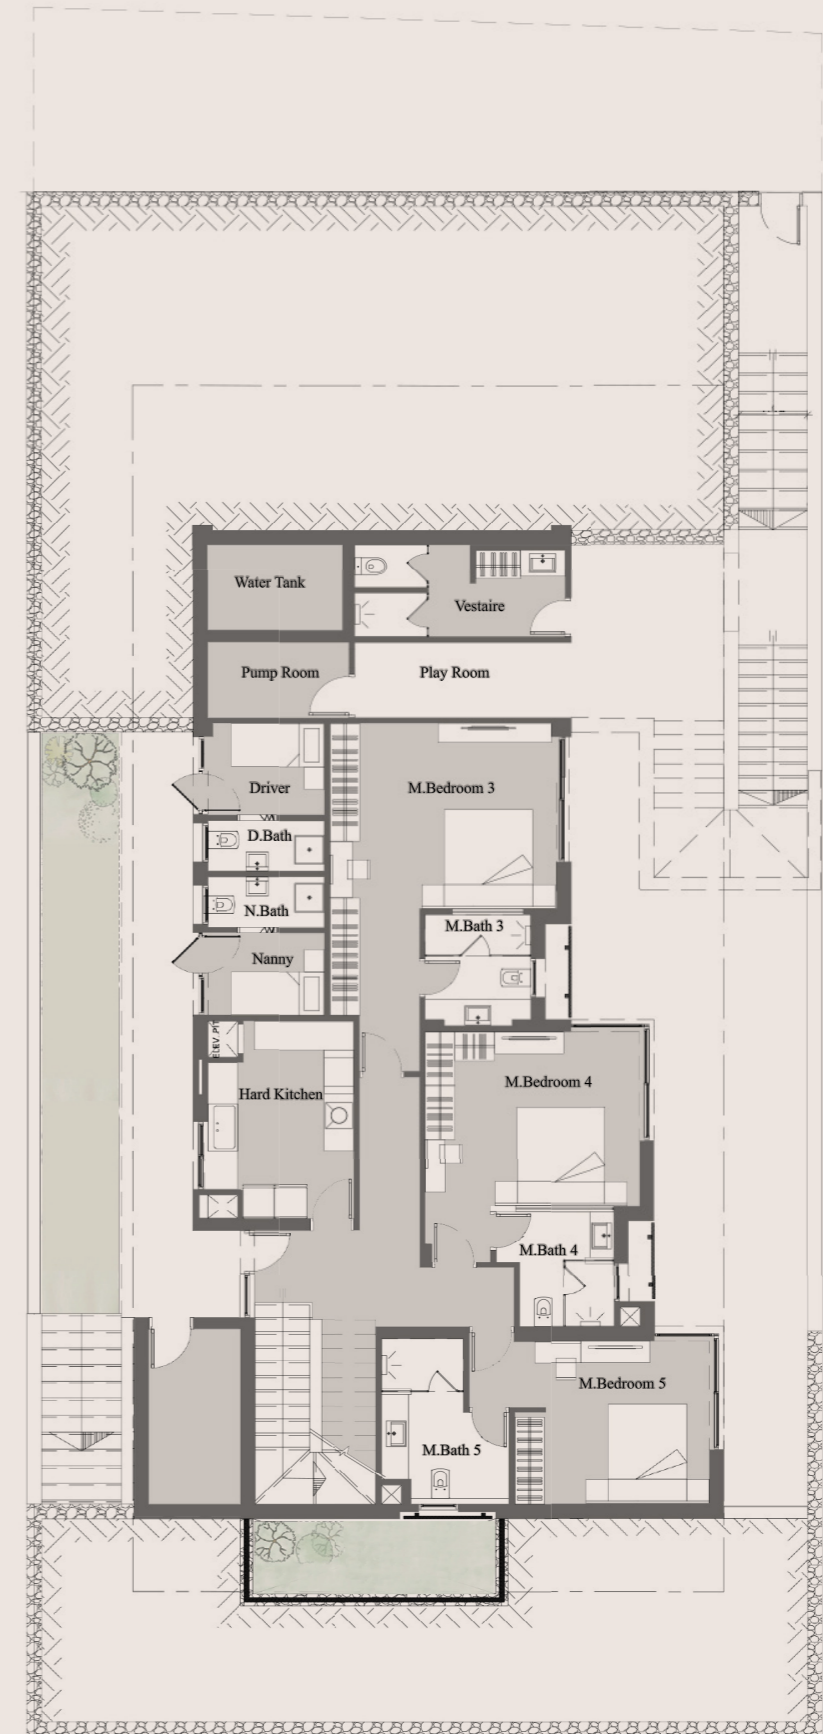 Water Tank
Vestaire
Pump Room
Play Room
Driver
M.Bedroom 3
D.Bath
N.Bath
M.Bath 3
Nanny
ELEV. PIT
M.Bedroom 4
Hard Kitchen
M.Bath 4
M.Bedroom 5
M.Bath 5